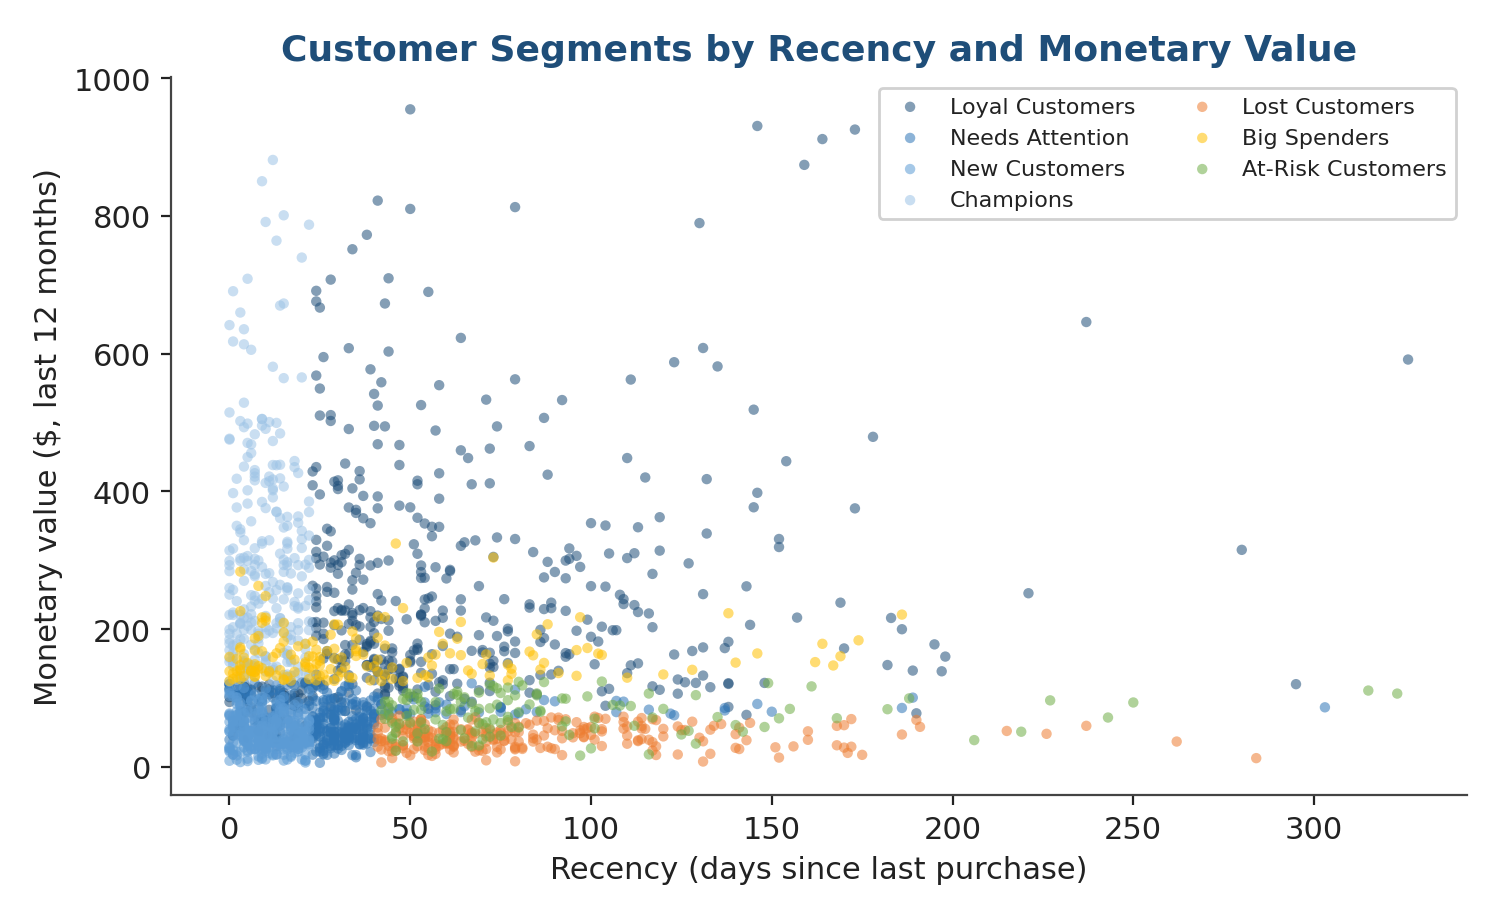 Customer Segments by Recency and Monetary Value
1000
800
600
400
200
0
Monetary value ($, last 12 months)
Loyal Customers
Needs Attention
New Customers
Champions
Lost Customers
Big Spenders
At-Risk Customers
0 50 100 150 200 250 300
Recency (days since last purchase)